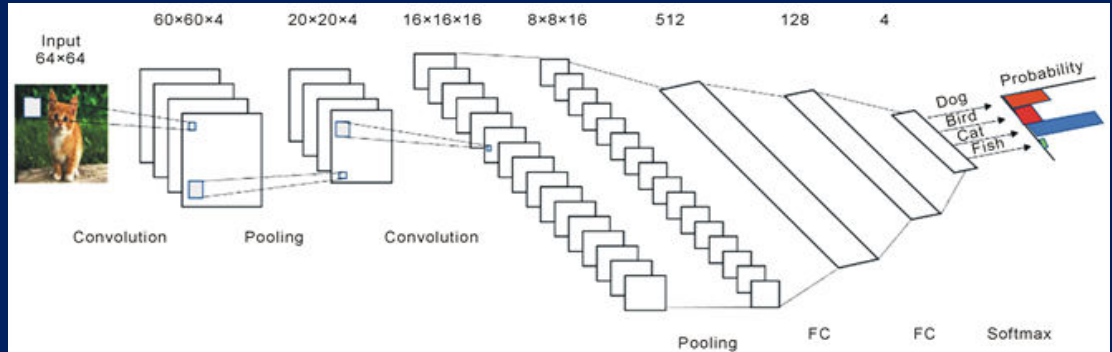 60×60×4
20×20×4
16×16×16
8×8×16
512
128
4
Input
64×64
Probability
Dog
Bird
Cat
Fish
Convolution
Pooling
Convolution
Pooling
FC
FC
Softmax